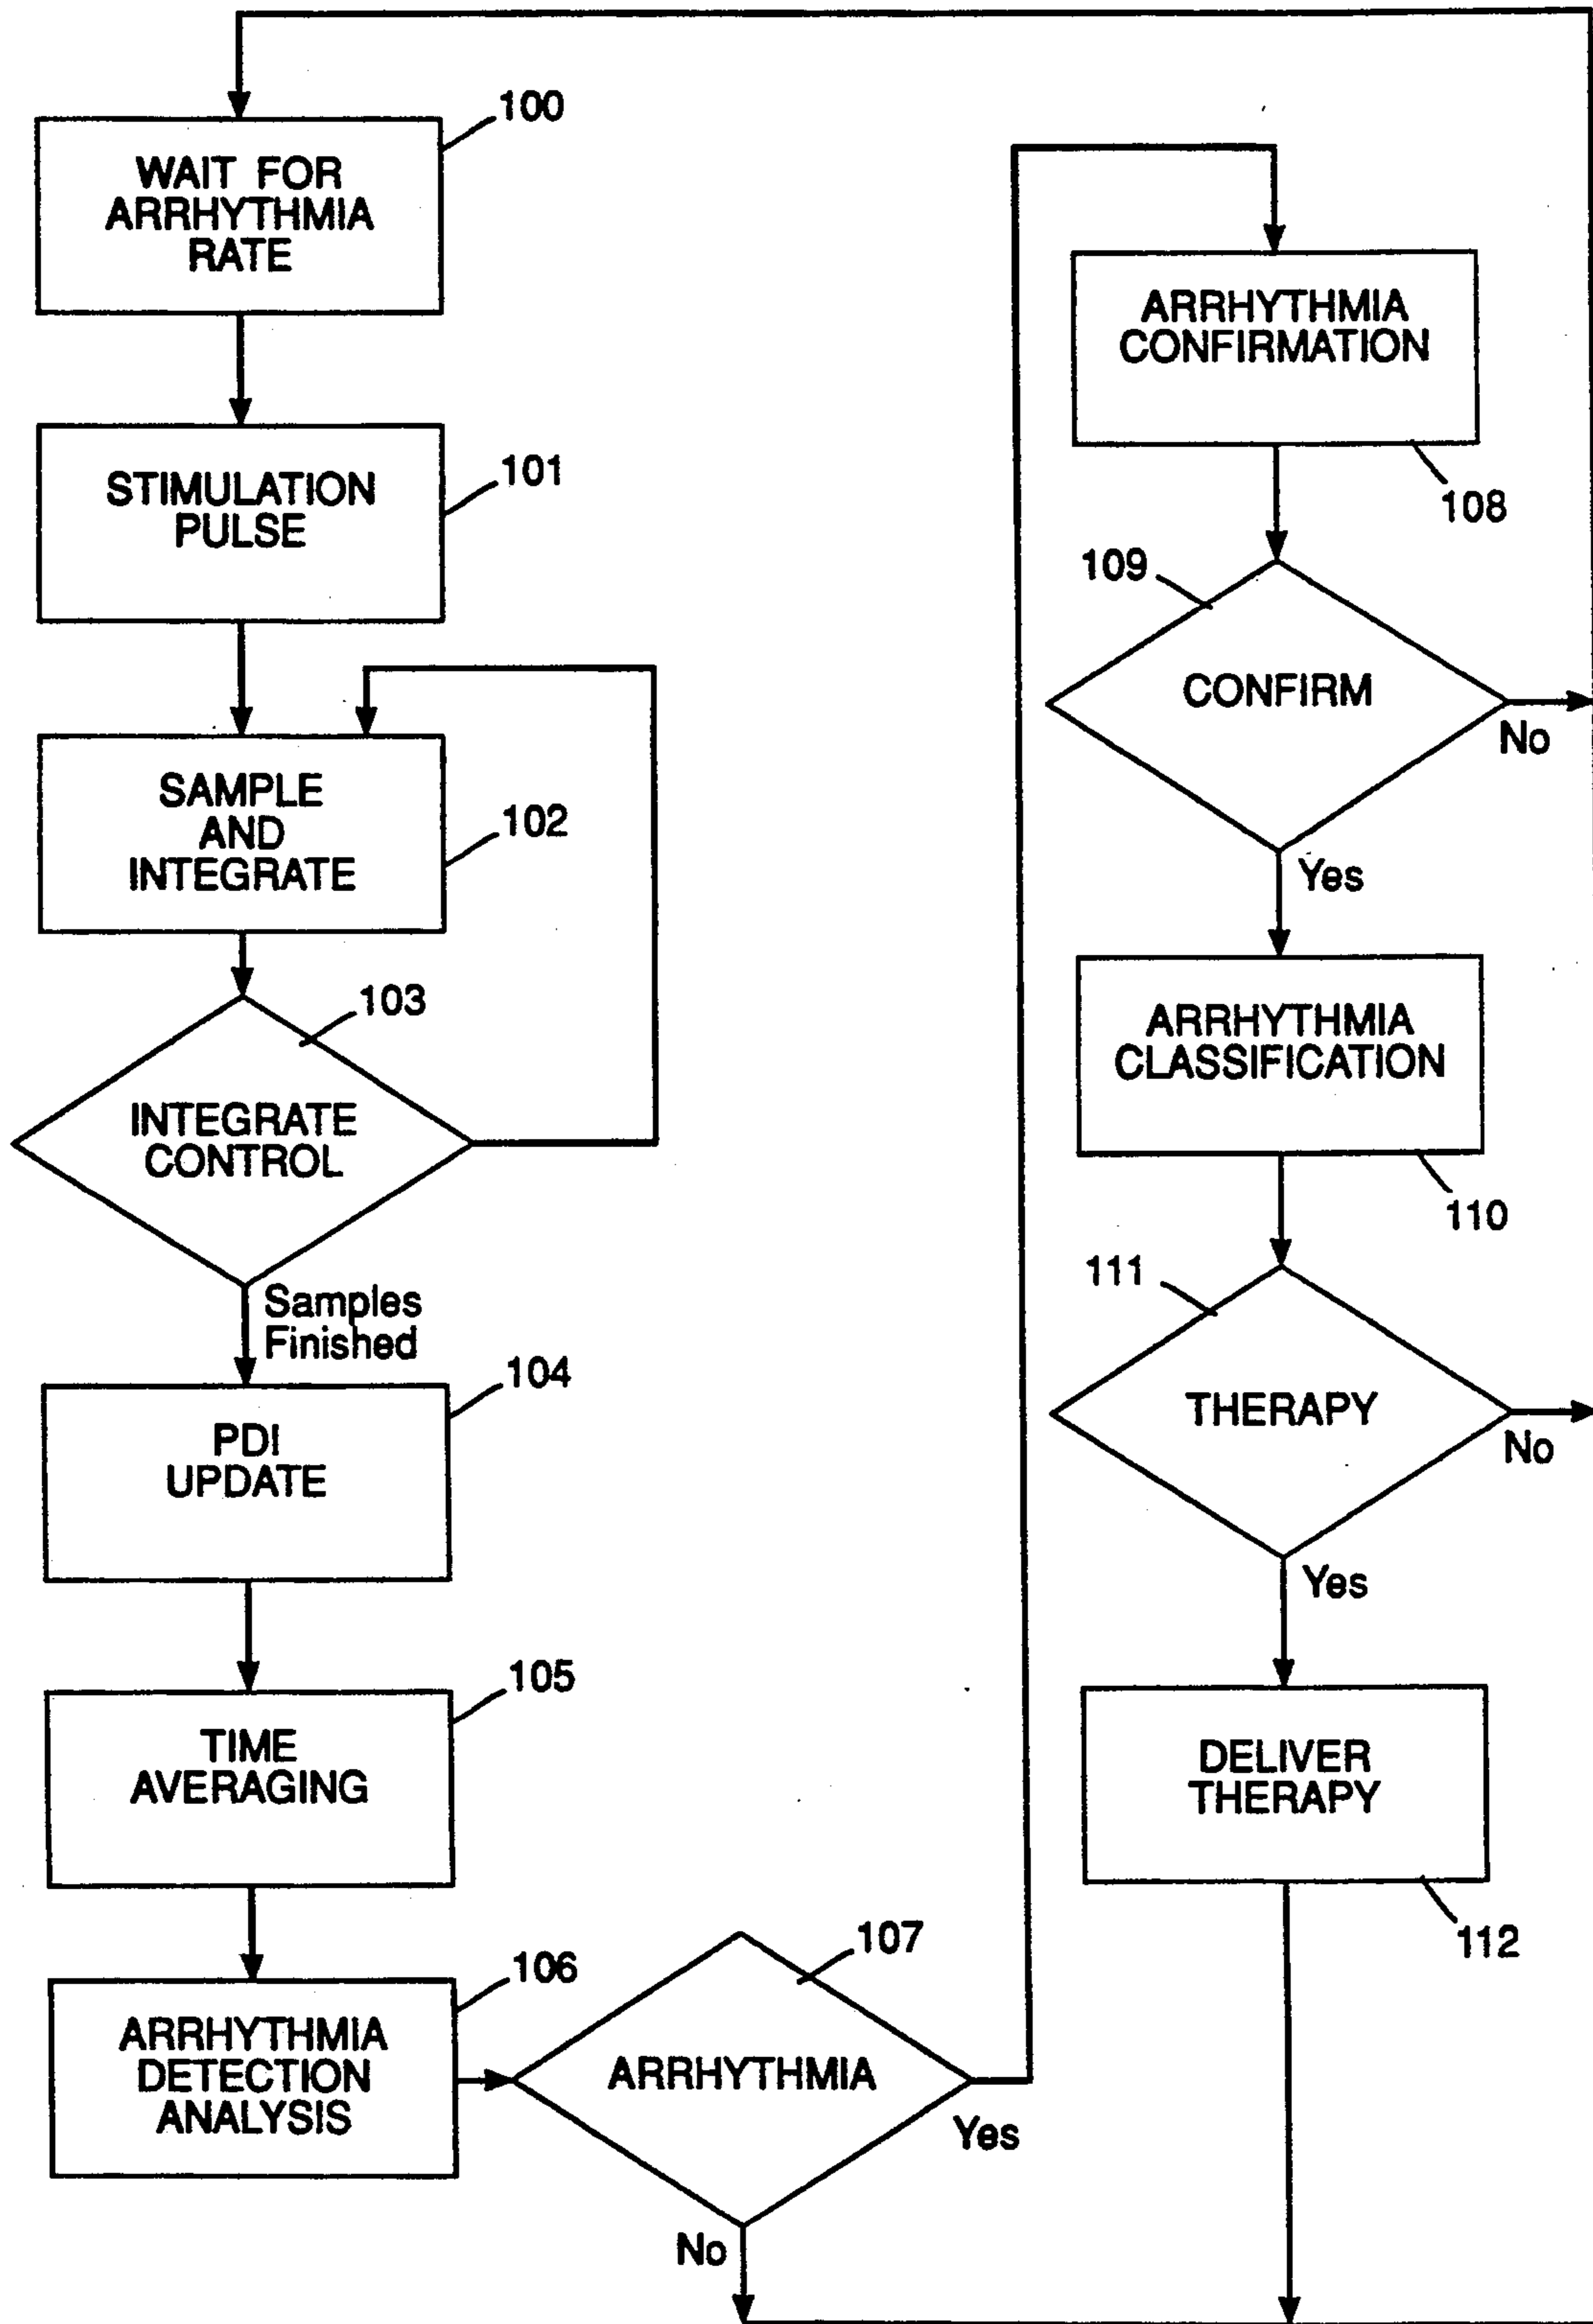 100
WAIT FOR
ARRHYTHMIA
RATE
101
STIMULATION
PULSE
102
SAMPLE
AND
INTEGRATE
103
INTEGRATE
CONTROL
Samples
Finished
104
PDI
UPDATE
105
TIME
AVERAGING
106
ARRHYTHMIA
DETECTION
ANALYSIS
107
ARRHYTHMIA
Yes
No
ARRHYTHMIA
CONFIRMATION
108
109
CONFIRM
No
Yes
ARRHYTHMIA
CLASSIFICATION
110
111
THERAPY
No
Yes
DELIVER
THERAPY
112